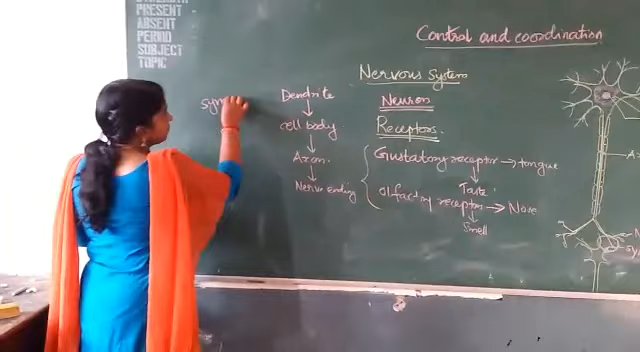 PRESENT
ABSENT
PERIOD
SUBJECT
TOPIC
Control and coordination
Nervous System
Neuron
Receptors.
Gustatory receptor → tongue
↓
Taste
olfactory receptor → Nose
↓
Smell
Dendrite
↓
cell body
↓
Axon.
↓
Nerve ending
Syn